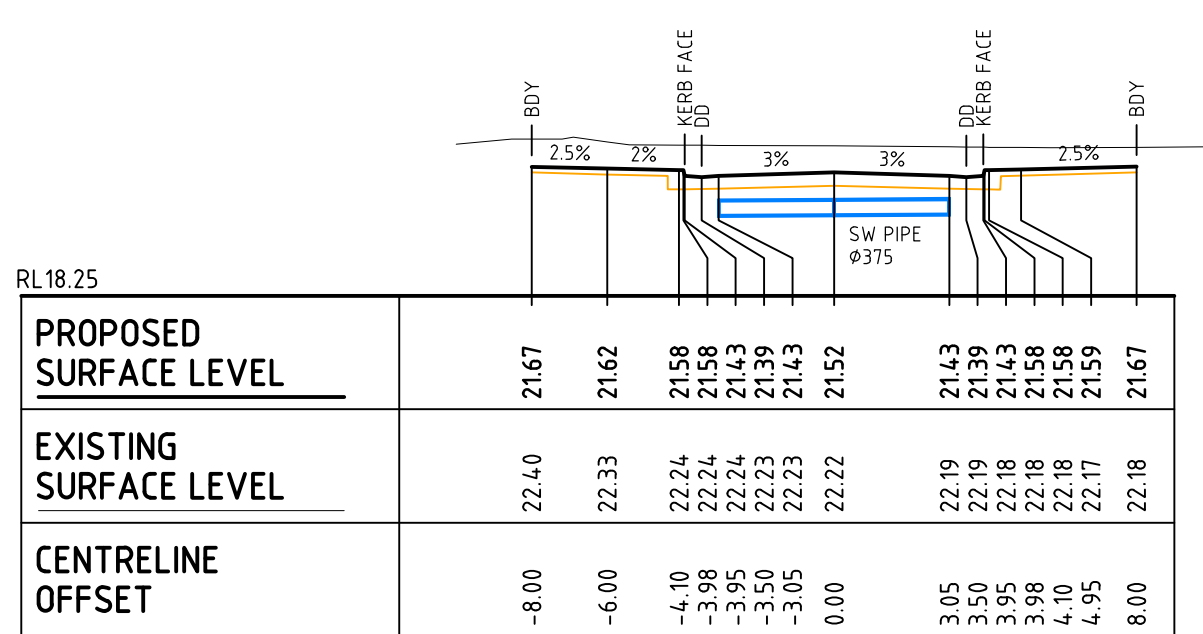 BDY
KERB FACE
DD
DD
KERB FACE
BDY
2.5%
2%
3%
3%
2.5%
SW PIPE
Ø375
RL18.25
PROPOSED
SURFACE LEVEL
21.67 21.62 21.58 21.58 21.43 21.39 21.43 21.52 21.43 21.39 21.43 21.58 21.58 21.59 21.67
EXISTING
SURFACE LEVEL
22.40 22.33 22.24 22.24 22.24 22.23 22.23 22.22 22.19 22.19 22.18 22.18 22.18 22.17 22.18
CENTRELINE
OFFSET
-8.00 -6.00 -4.10 -3.98 -3.95 -3.50 -3.05 0.00 3.05 3.50 3.95 3.98 4.10 4.95 8.00